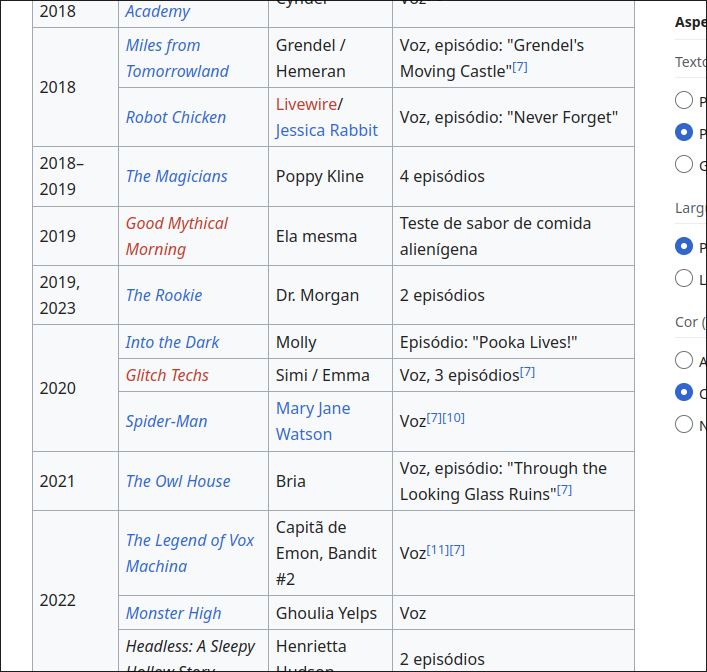 2018
Academy
Cynder
Voz
2018
Miles from
Tomorrowland
Grendel /
Hemeran
Voz, episódio: "Grendel's
Moving Castle"[7]
Robot Chicken
Livewire/
Jessica Rabbit
Voz, episódio: "Never Forget"
2018–
2019
The Magicians
Poppy Kline
4 episódios
2019
Good Mythical
Morning
Ela mesma
Teste de sabor de comida
alienígena
2019,
2023
The Rookie
Dr. Morgan
2 episódios
2020
Into the Dark
Molly
Episódio: "Pooka Lives!"
Glitch Techs
Simi / Emma
Voz, 3 episódios[7]
Spider-Man
Mary Jane
Watson
Voz[7][10]
2021
The Owl House
Bria
Voz, episódio: "Through the
Looking Glass Ruins"[7]
2022
The Legend of Vox
Machina
Capitã de
Emon, Bandit
#2
Voz[11][7]
Monster High
Ghoulia Yelps
Voz
Headless: A Sleepy
Hollow Story
Henrietta
Hudson
2 episódios
Aspe
Texto
P
P
G
Largu
P
L
Cor (
A
C
N